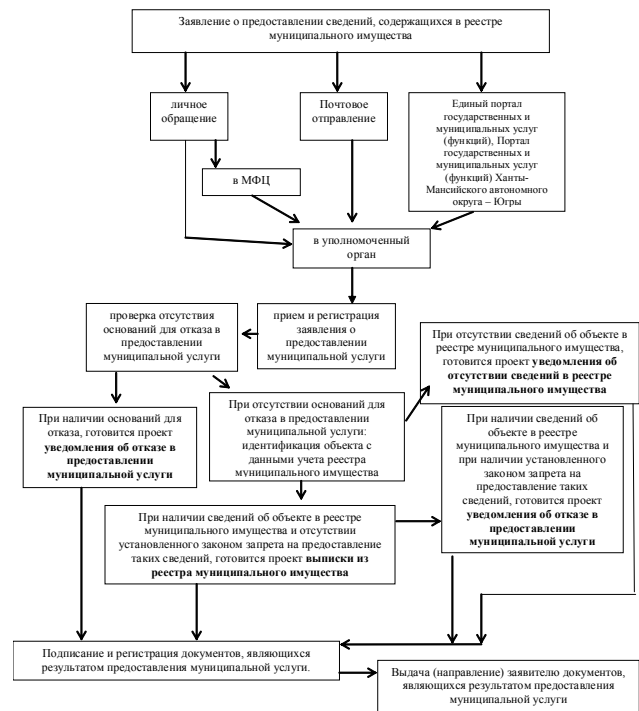 Заявление о предоставлении сведений, содержащихся в реестре
муниципального имущества
личное
обращение
Почтовое
отправление
Единый портал
государственных и
муниципальных услуг
(функций), Портал
государственных и
муниципальных услуг
(функций) Ханты-
Мансийского автономного
округа – Югры
в МФЦ
в уполномоченный
орган
проверка отсутствия
оснований для отказа в
предоставлении
муниципальной услуги
прием и регистрация
заявления о
предоставлении
муниципальной услуги
При отсутствии сведений об объекте в
реестре муниципального имущества,
готовится проект уведомления об
отсутствии сведений в реестре
муниципального имущества
При наличии оснований для
отказа, готовится проект
уведомления об отказе в
предоставлении
муниципальной услуги
При отсутствии оснований для
отказа в предоставлении
муниципальной услуги:
идентификация объекта с
данными учета реестра
муниципального имущества
При наличии сведений об
объекте в реестре
муниципального имущества и
при наличии установленного
законом запрета на
предоставление таких
сведений, готовится проект
уведомления об отказе в
предоставлении
муниципальной услуги
При наличии сведений об объекте в реестре
муниципального имущества и отсутствии
установленного законом запрета на предоставление
таких сведений, готовится проект выписки из
реестра муниципального имущества
Подписание и регистрация документов, являющихся
результатом предоставления муниципальной услуги.
Выдача (направление) заявителю документов,
являющихся результатом предоставления
муниципальной услуги